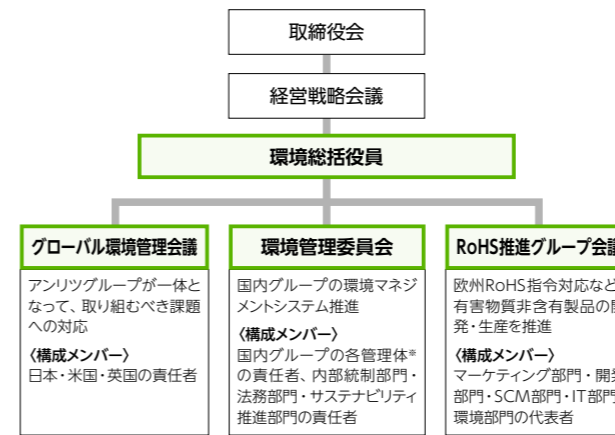 取締役会
経営戦略会議
環境総括役員
グローバル環境管理会議
アンリツグループが一体と
なって、取り組むべき課題
への対応
〈構成メンバー〉
日本・米国・英国の責任者
環境管理委員会
国内グループの環境マネジ
メントシステム推進
〈構成メンバー〉
国内グループの各管理体※
の責任者、内部統制部門・
法務部門・サステナビリティ
推進部門の責任者
RoHS推進グループ会議
欧州RoHS指令対応など
有害物質非含有製品の開
発・生産を推進
〈構成メンバー〉
マーケティング部門・開発
部門・SCM部門・IT部門
環境部門の代表者